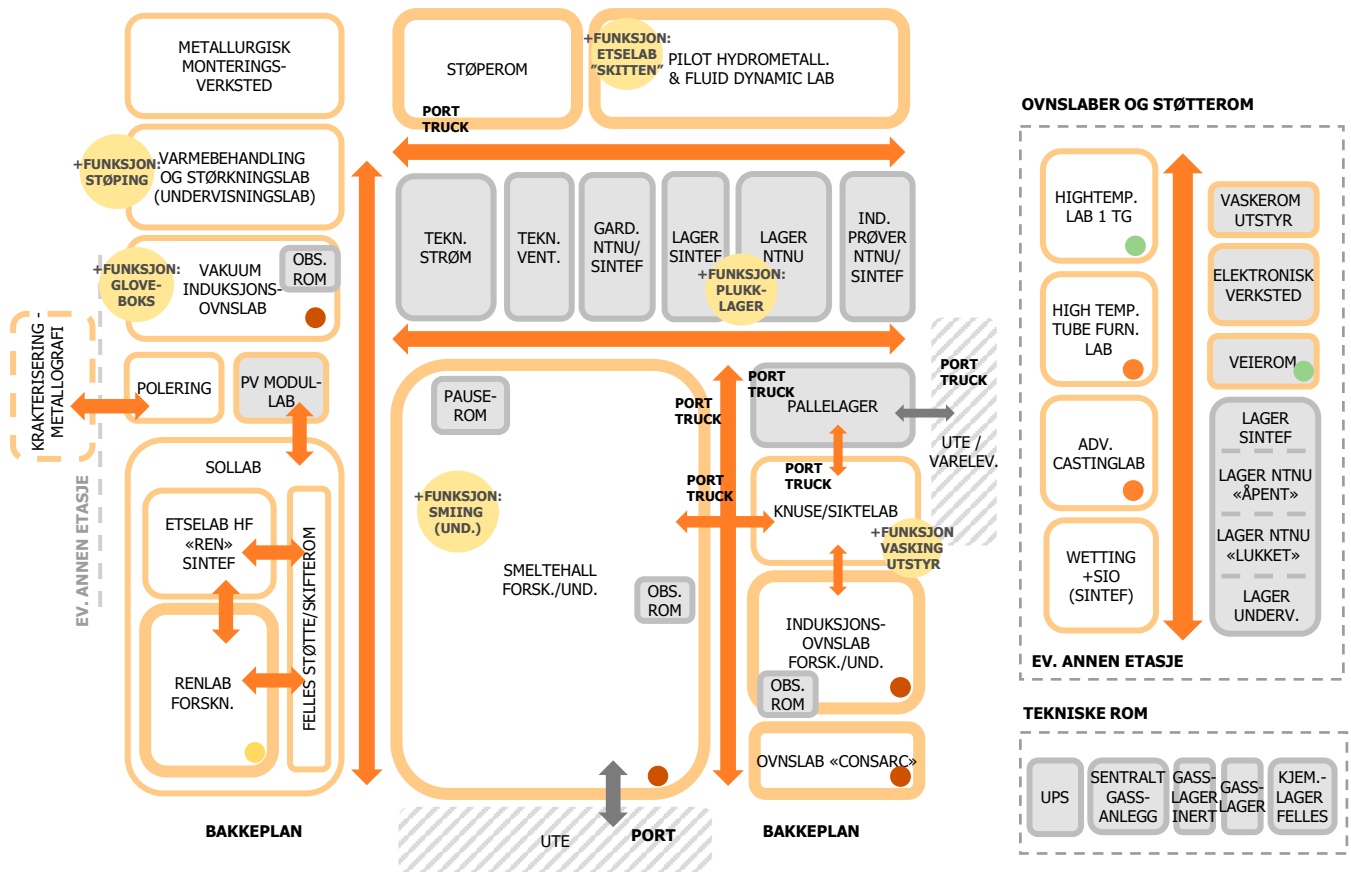 METALLURGISK
MONTERINGS-
VERKSTED
+FUNKSJON:
STØPING
VARMEBEHANDLING
OG STØRKNINGSLAB
(UNDERVISNINGSLAB)
+FUNKSJON:
GLOVE-
BOKS
VAKUUM
INDUKSJONS-
OVNSLAB
OBS.
ROM
KRAKTERISERING -
METALLOGRAFI
EV. ANNEN ETASJE
POLERING
PV MODUL-
LAB
SOLLAB
ETSELAB HF
«REN»
SINTEF
RENLAB
FORSKN.
FELLES STØTTE/SKIFTEROM
BAKKEPLAN
STØPEROM
PORT
TRUCK
+FUNKSJON:
ETSELAB
”SKITTEN”
PILOT HYDROMETALL.
& FLUID DYNAMIC LAB
TEKN.
STRØM
TEKN.
VENT.
GARD.
NTNU/
SINTEF
LAGER
SINTEF
LAGER
NTNU
+FUNKSJON:
PLUKK-
LAGER
IND.
PRØVER
NTNU/
SINTEF
PAUSE-
ROM
+FUNKSJON:
SMIING
(UND.)
SMELTEHALL
FORSK./UND.
OBS.
ROM
PORT
TRUCK
PORT
TRUCK
PORT
TRUCK
PALLELAGER
PORT
TRUCK
UTE /
VARELEV.
PORT
TRUCK
KNUSE/SIKTELAB
+FUNKSJON
VASKING
UTSTYR
INDUKSJONS-
OVNSLAB
FORSK./UND.
OBS.
ROM
OVNSLAB «CONSARC»
UTE
PORT
BAKKEPLAN
OVNSLABER OG STØTTEROM
HIGHTEMP.
LAB 1 TG
HIGH TEMP.
TUBE FURN.
LAB
ADV.
CASTINGLAB
WETTING
+SIO
(SINTEF)
VASKEROM
UTSTYR
ELEKTRONISK
VERKSTED
VEIEROM
LAGER
SINTEF
LAGER NTNU
«ÅPENT»
LAGER NTNU
«LUKKET»
LAGER
UNDERV.
EV. ANNEN ETASJE
TEKNISKE ROM
UPS
SENTRALT
GASS-
ANLEGG
GASS-
LAGER
INERT
GASS-
LAGER
KJEM.-
LAGER
FELLES